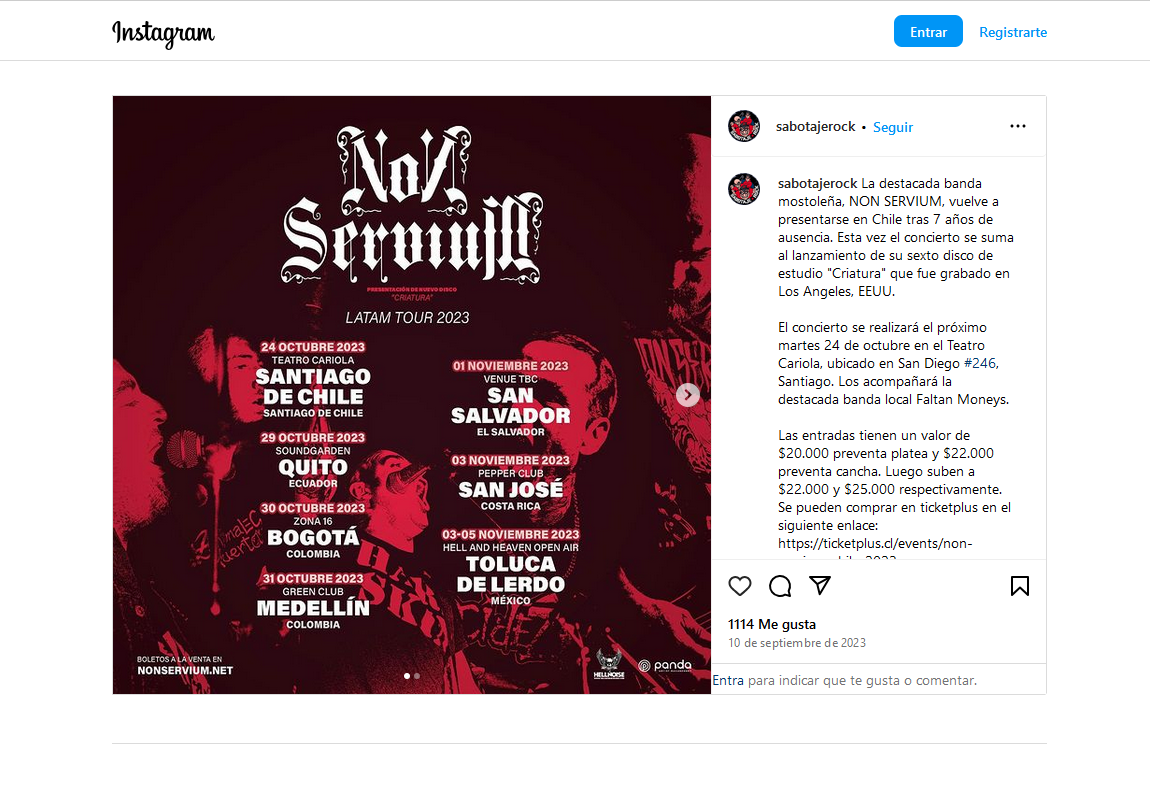 Instagram
Entrar
Registrarte
NON
SERVIUM
PRESENTACIÓN DE NUEVO DISCO
"CRIATURA"
LATAM TOUR 2023
24 OCTUBRE 2023
TEATRO CARIOLA
SANTIAGO
DE CHILE
SANTIAGO DE CHILE
29 OCTUBRE 2023
SOUNDGARDEN
QUITO
ECUADOR
30 OCTUBRE 2023
ZONA 16
BOGOTÁ
COLOMBIA
31 OCTUBRE 2023
GREEN CLUB
MEDELLÍN
COLOMBIA
01 NOVIEMBRE 2023
VENUE TBC
SAN
SALVADOR
EL SALVADOR
03 NOVIEMBRE 2023
PEPPER CLUB
SAN JOSÉ
COSTA RICA
03-05 NOVIEMBRE 2023
HELL AND HEAVEN OPEN AIR
TOLUCA
DE LERDO
MÉXICO
BOLETOS A LA VENTA EN
NONSERVIUM.NET
HELLNOISE
panda
sabotajerock • Seguir
sabotajerock La destacada banda
mostoleña, NON SERVIUM, vuelve a
presentarse en Chile tras 7 años de
ausencia. Esta vez el concierto se suma
al lanzamiento de su sexto disco de
estudio "Criatura" que fue grabado en
Los Angeles, EEUU.
El concierto se realizará el próximo
martes 24 de octubre en el Teatro
Cariola, ubicado en San Diego #246,
Santiago. Los acompañará la
destacada banda local Faltan Moneys.
Las entradas tienen un valor de
$20.000 preventa platea y $22.000
preventa cancha. Luego suben a
$22.000 y $25.000 respectivamente.
Se pueden comprar en ticketplus en el
siguiente enlace:
https://ticketplus.cl/events/non-
1114 Me gusta
10 de septiembre de 2023
Entra para indicar que te gusta o comentar.